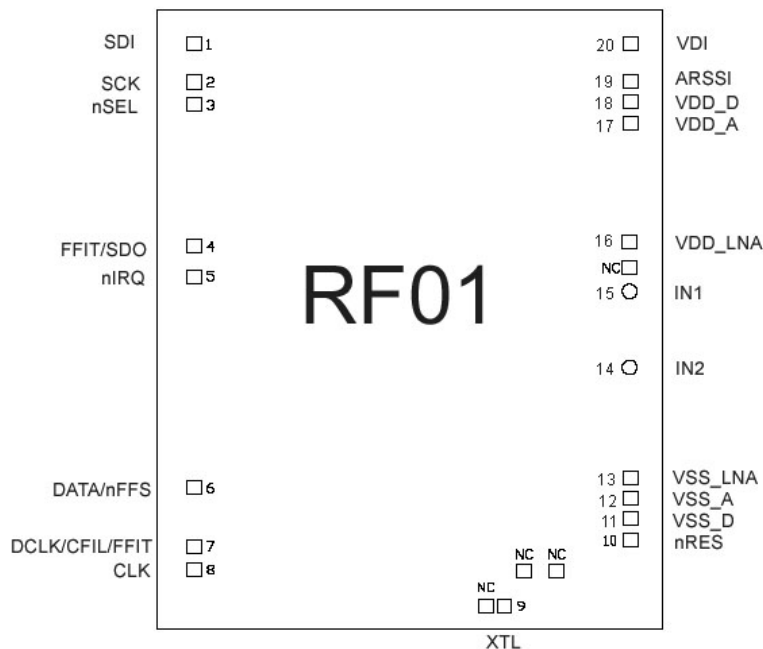 SDI 1 20 VDI
SCK 2 19 ARSSI
nSEL 3 18 VDD_D
17 VDD_A
FFIT/SDO 4 16 VDD_LNA
nIRQ 5 NC
RF01 15 IN1
14 IN2
DATA/nFFS 6 13 VSS_LNA
12 VSS_A
11 VSS_D
DCLK/CFIL/FFIT 7 10 nRES
CLK 8 NC NC
NC 9
XTL